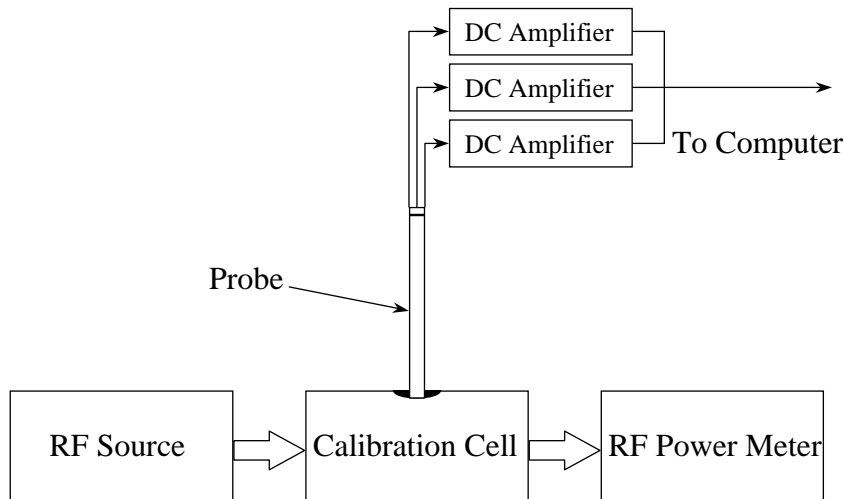 DC Amplifier
DC Amplifier
DC Amplifier
To Computer
Probe
RF Source
Calibration Cell
RF Power Meter